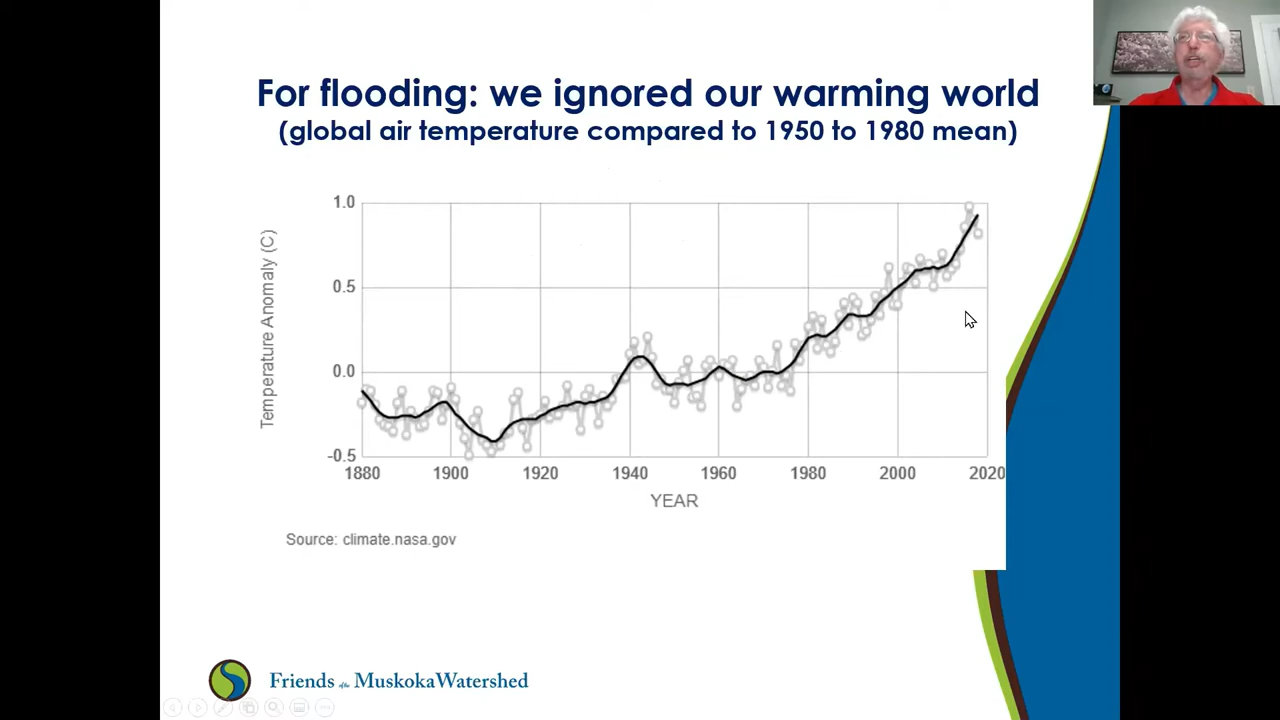 For flooding: we ignored our warming world
(global air temperature compared to 1950 to 1980 mean)
Temperature Anomaly (C)
1.0
0.5
0.0
-0.5
1880 1900 1920 1940 1960 1980 2000 2020
YEAR
Source: climate.nasa.gov
Friends of the MuskokaWatershed